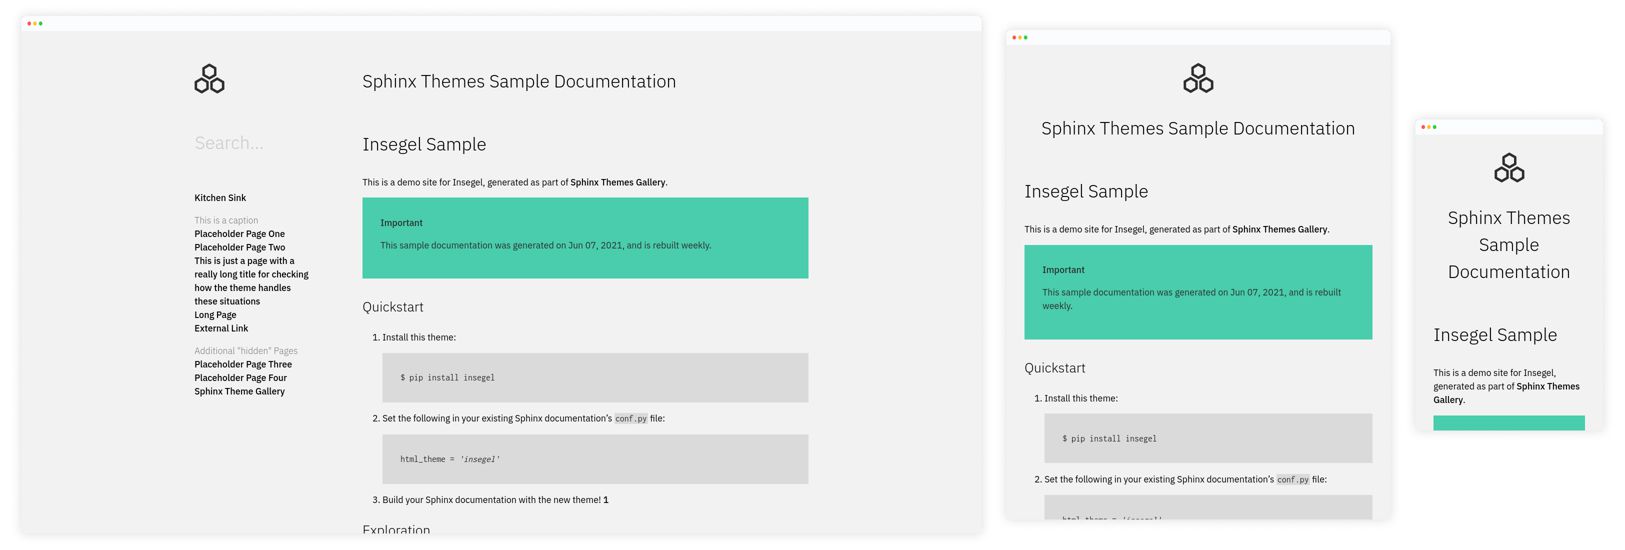 Sphinx Themes Sample Documentation
Search...
Kitchen Sink
This is a caption
Placeholder Page One
Placeholder Page Two
This is just a page with a
really long title for checking
how the theme handles
these situations
Long Page
External Link
Additional "hidden" Pages
Placeholder Page Three
Placeholder Page Four
Sphinx Theme Gallery
Insegel Sample
This is a demo site for Insegel, generated as part of Sphinx Themes Gallery.
Important
This sample documentation was generated on Jun 07, 2021, and is rebuilt weekly.
Quickstart
1. Install this theme:
$ pip install insegel
2. Set the following in your existing Sphinx documentation’s conf.py file:
html_theme = 'insegel'
3. Build your Sphinx documentation with the new theme! 1
Exploration
Sphinx Themes Sample Documentation
Insegel Sample
This is a demo site for Insegel, generated as part of Sphinx Themes Gallery.
Important
This sample documentation was generated on Jun 07, 2021, and is rebuilt
weekly.
Quickstart
1. Install this theme:
$ pip install insegel
2. Set the following in your existing Sphinx documentation’s conf.py file:
html_theme = 'insegel'
Sphinx Themes
Sample
Documentation
Insegel Sample
This is a demo site for Insegel,
generated as part of Sphinx Themes
Gallery.